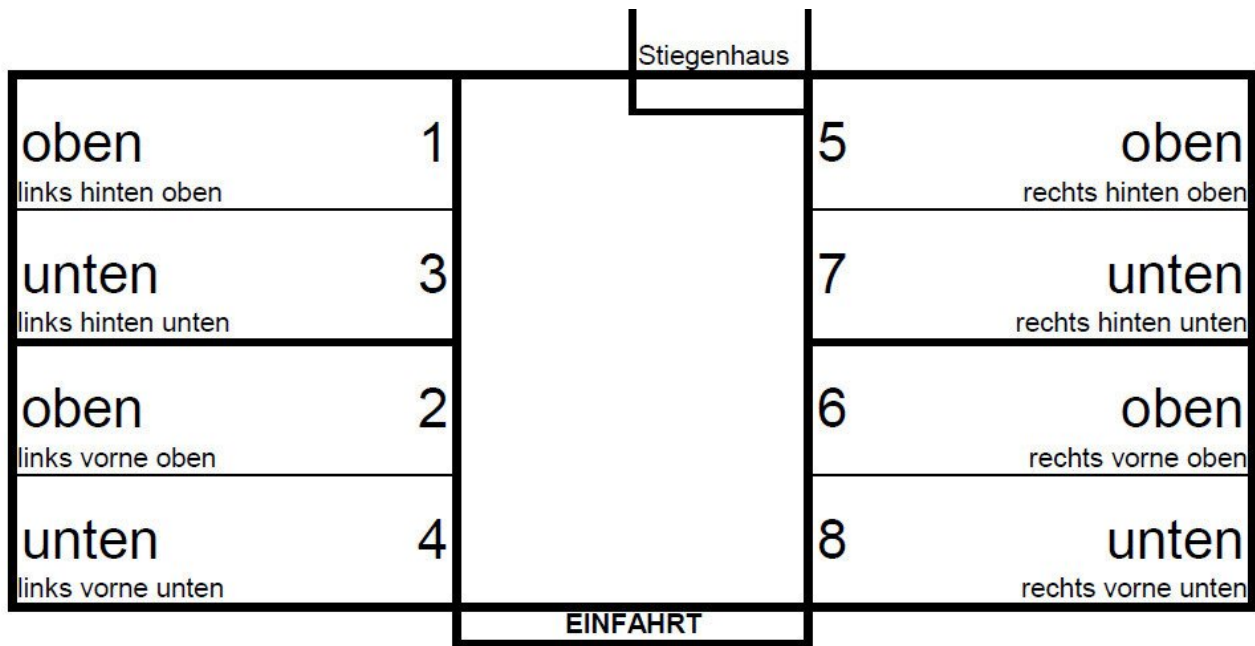 Stiegenhaus
oben 1
links hinten oben
unten 3
links hinten unten
oben 2
links vorne oben
unten 4
links vorne unten
5 oben
rechts hinten oben
7 unten
rechts hinten unten
6 oben
rechts vorne oben
8 unten
rechts vorne unten
EINFAHRT